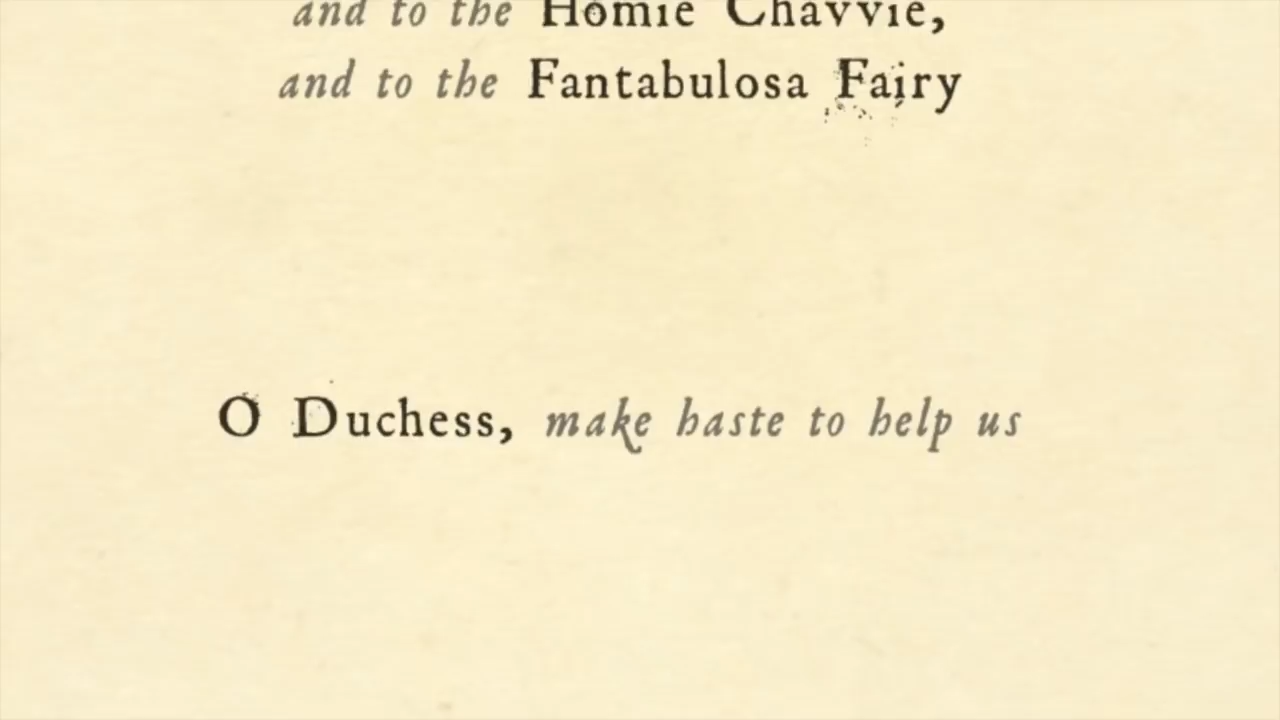 and to the Homie Chavvie,
and to the Fantabulosa Fairy
O Duchess, make haste to help us